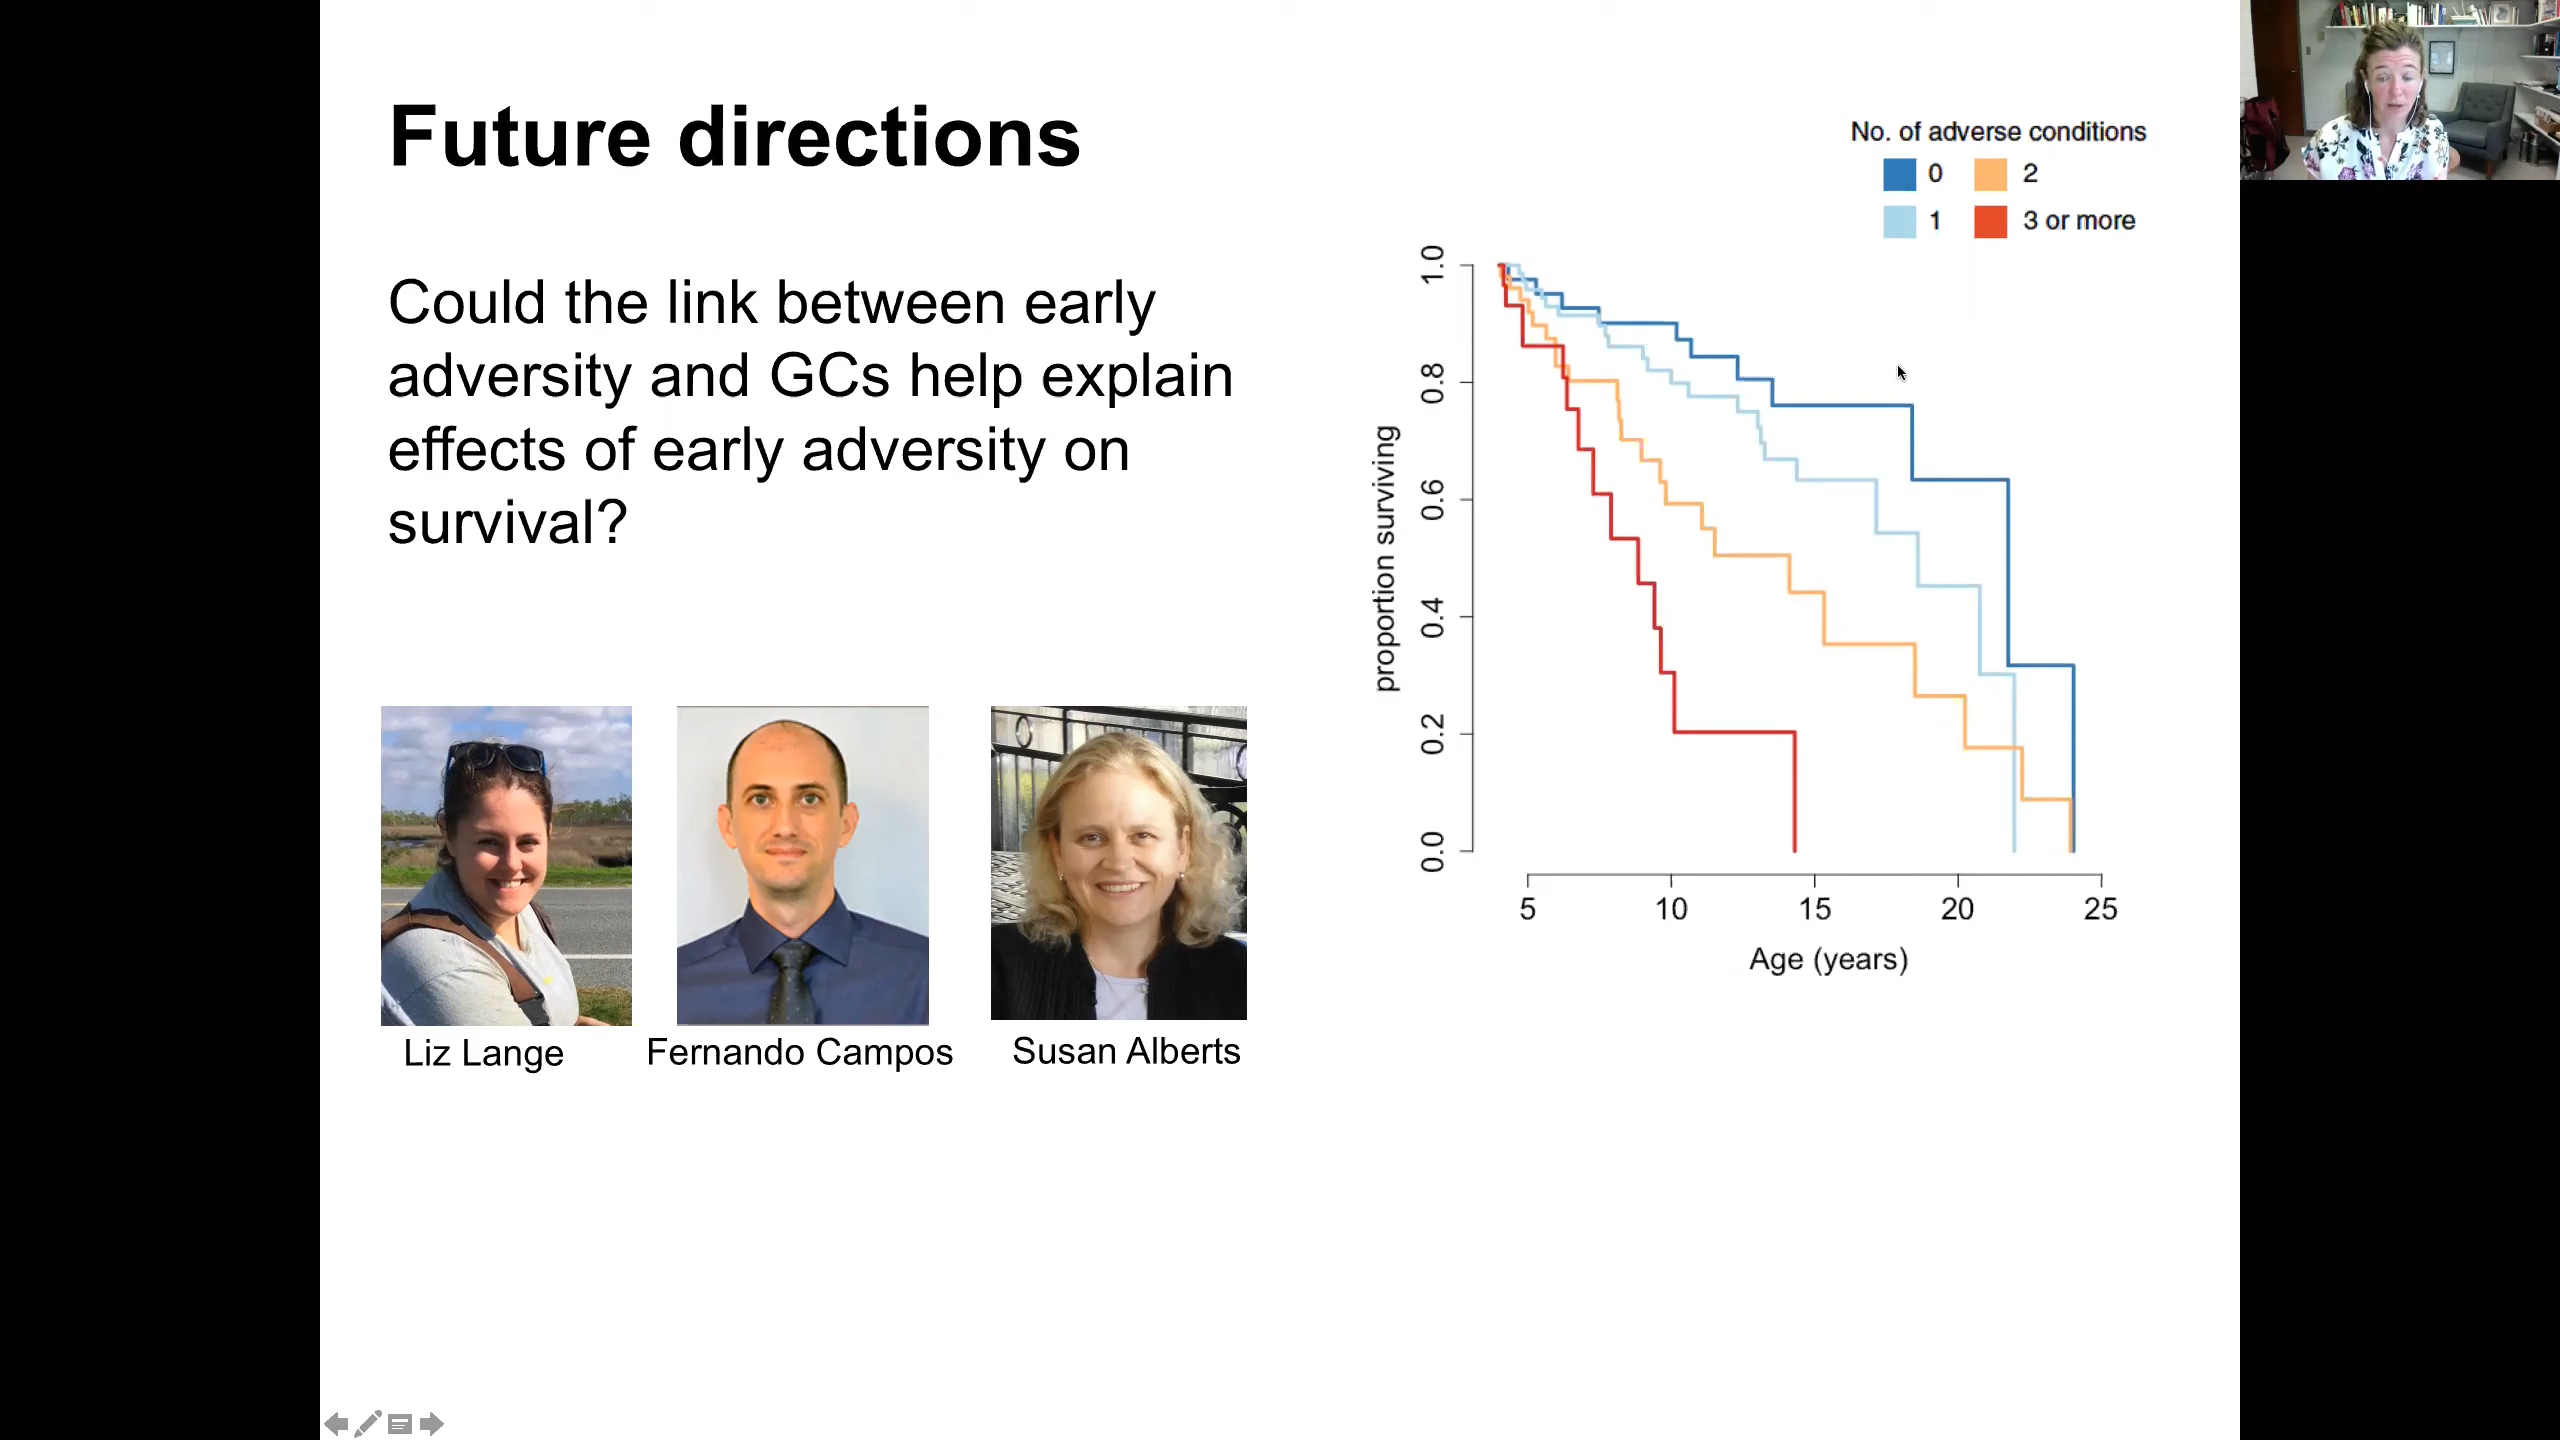 Future directions
Could the link between early
adversity and GCs help explain
effects of early adversity on
survival?
Liz Lange
Fernando Campos
Susan Alberts
No. of adverse conditions
0
2
1
3 or more
proportion surviving
1.0
0.8
0.6
0.4
0.2
0.0
5
10
15
20
25
Age (years)